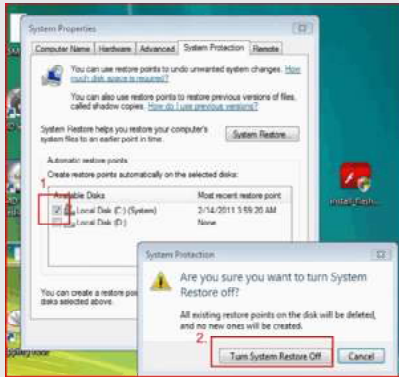 System Properties
Computer Name
Hardware
Advanced
System Protection
Remote
You can use restore points to undo unwanted system changes. How
much disk space is required?
You can also use restore points to restore previous versions of files,
called shadow copies. How do I use previous versions?
System Restore helps you restore your computer's
system files to an earlier point in time.
System Restore...
Automatic restore points
Create restore points automatically on the selected disks:
1
Available Disks
Most recent restore point
Local Disk (C:) (System)
2/14/2011 3:59:20 AM
Local Disk (D:)
None
You can create a restore poi
disks selected above.
System Protection
Are you sure you want to turn System
Restore off?
All existing restore points on the disk will be deleted,
and no new ones will be created.
2.
Turn System Restore Off
Cancel